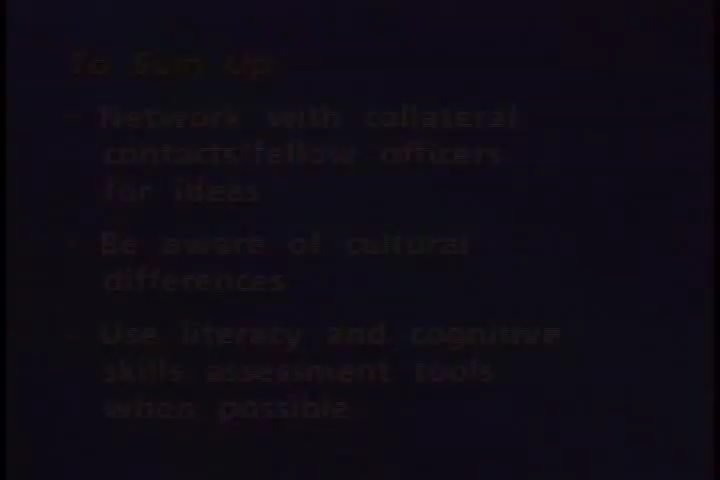 To Sum Up:
• Network with collateral
contacts/fellow officers
for ideas
• Be aware of cultural
differences
• Use literacy and cognitive
skills assessment tools
when possible